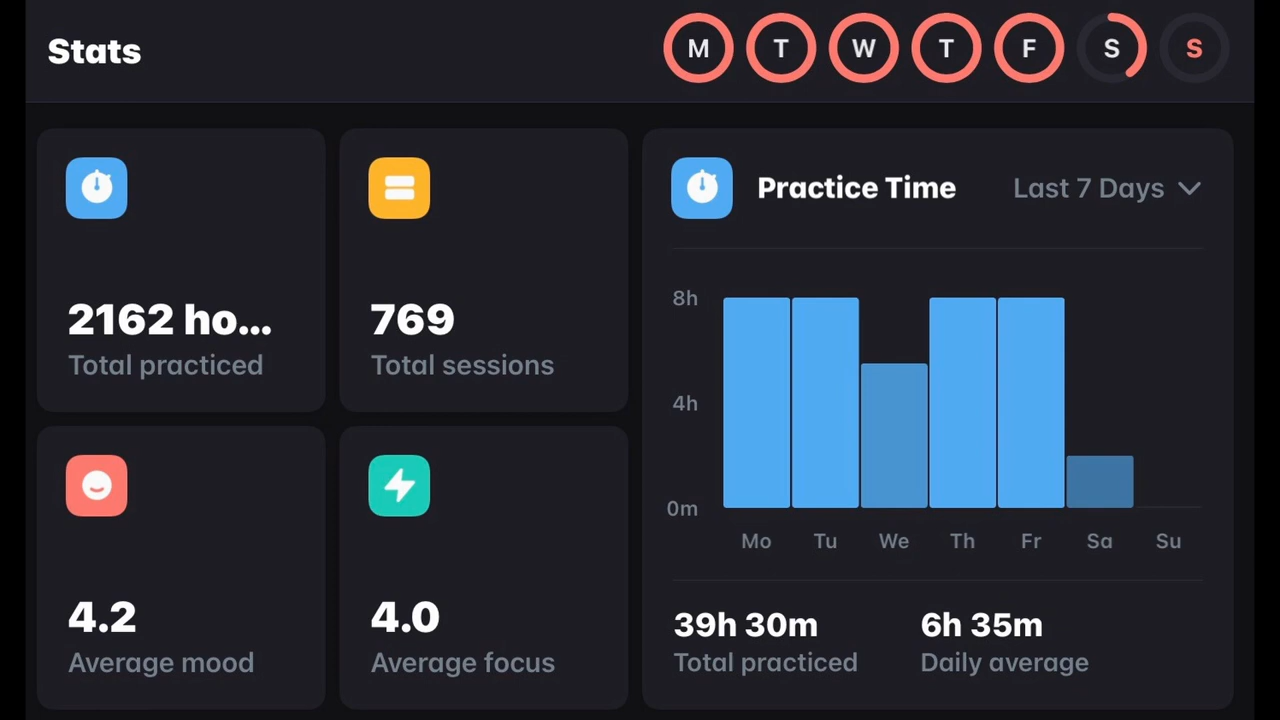 Stats
M T W T F S S
2162 ho...
Total practiced
769
Total sessions
4.2
Average mood
4.0
Average focus
Practice Time
Last 7 Days
8h
4h
0m
Mo Tu We Th Fr Sa Su
39h 30m
Total practiced
6h 35m
Daily average